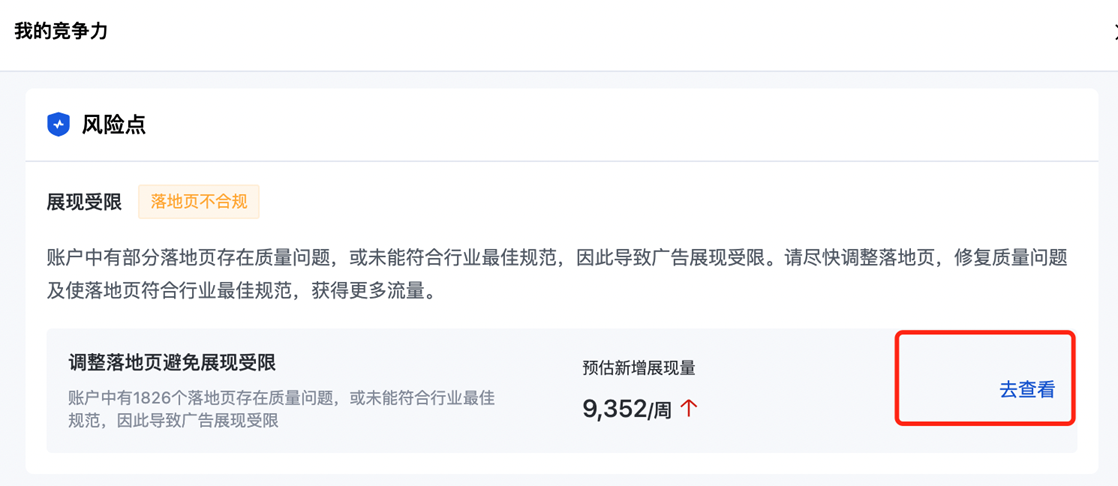 我的竞争力
风险点
展现受限 落地页不合规
账户中有部分落地页存在质量问题，或未能符合行业最佳规范，因此导致广告展现受限。请尽快调整落地页，修复质量问题
及使落地页符合行业最佳规范，获得更多流量。
调整落地页避免展现受限
账户中有1826个落地页存在质量问题，或未能符合行业最佳
规范，因此导致广告展现受限
预估新增展现量
9,352/周 ↑
去查看